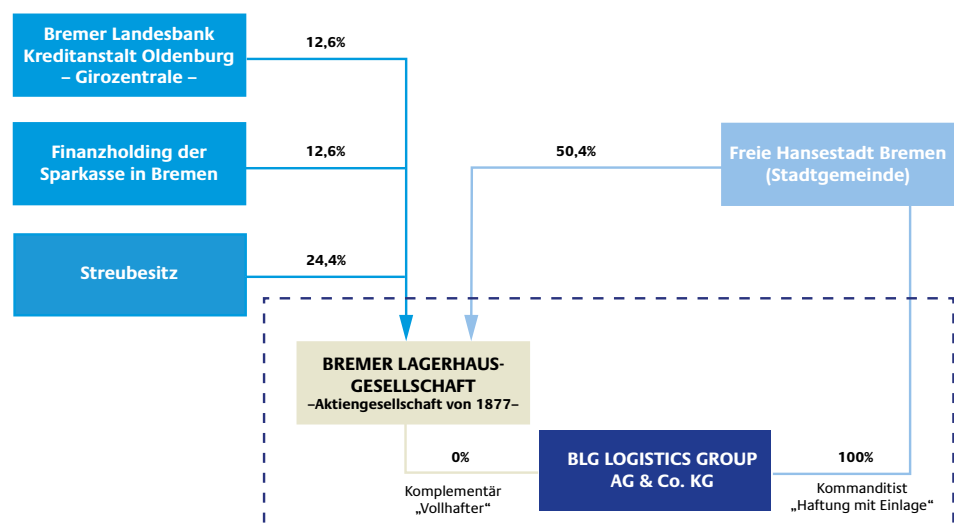 Bremer Landesbank
Kreditanstalt Oldenburg
– Girozentrale –
12,6%
Finanzholding der
Sparkasse in Bremen
12,6%
50,4%
Freie Hansestadt Bremen
(Stadtgemeinde)
Streubesitz
24,4%
BREMER LAGERHAUS-
GESELLSCHAFT
–Aktiengesellschaft von 1877–
0%
BLG LOGISTICS GROUP
AG & Co. KG
100%
Komplementär
„Vollhafter“
Kommanditist
„Haftung mit Einlage“